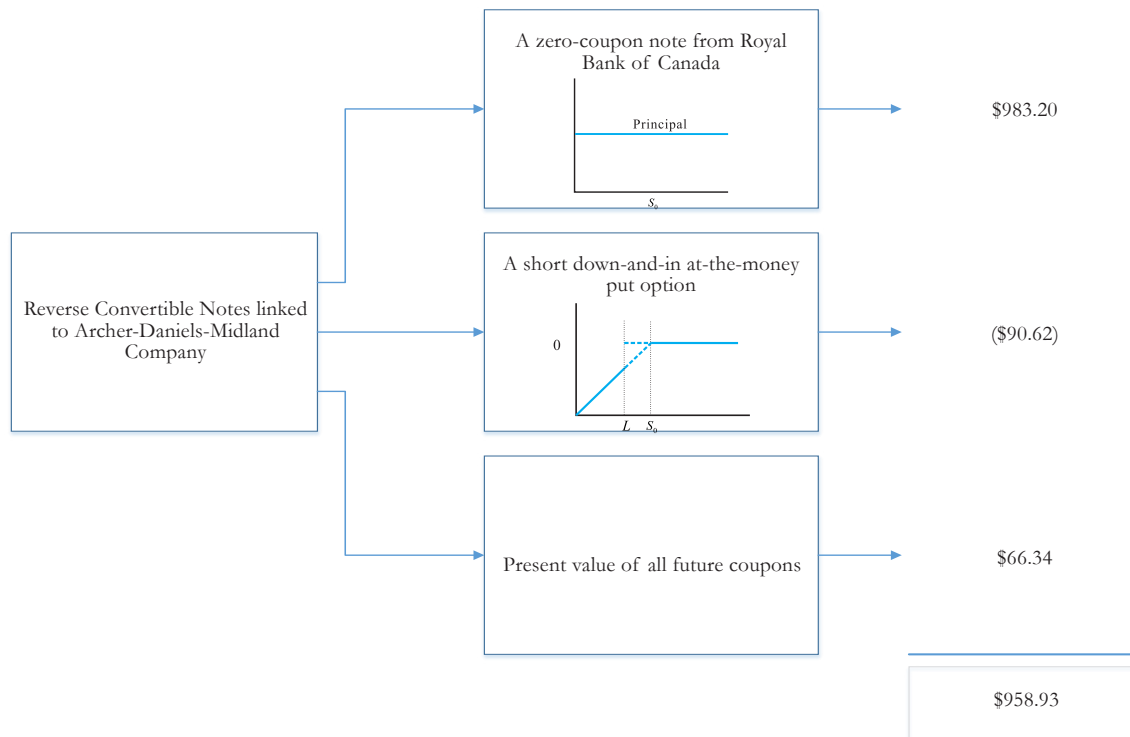 A zero-coupon note from Royal
Bank of Canada
Principal
S₀
$983.20
Reverse Convertible Notes linked
to Archer-Daniels-Midland
Company
A short down-and-in at-the-money
put option
0
L S₀
($90.62)
Present value of all future coupons
$66.34
$958.93